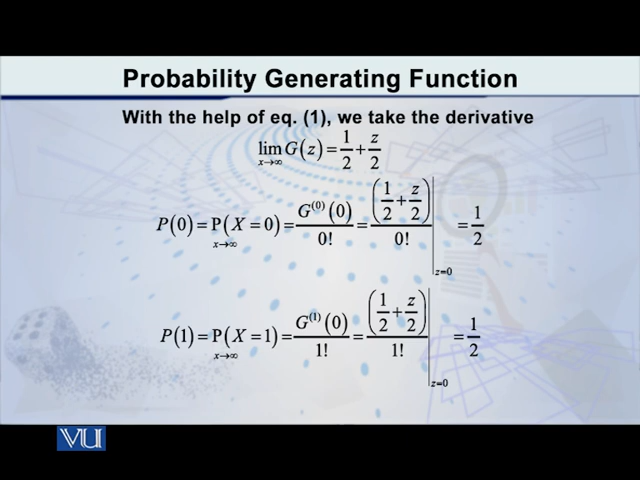 Probability Generating Function
With the help of eq. (1), we take the derivative
lim_{x→∞} G(z) = 1/2 + z/2
P(0) = P_{x→∞}(X = 0) = G^{(0)}(0)/0! = (1/2 + z/2)/0! |_{z=0} = 1/2
P(1) = P_{x→∞}(X = 1) = G^{(1)}(0)/1! = (1/2 + z/2)/1! |_{z=0} = 1/2
VU